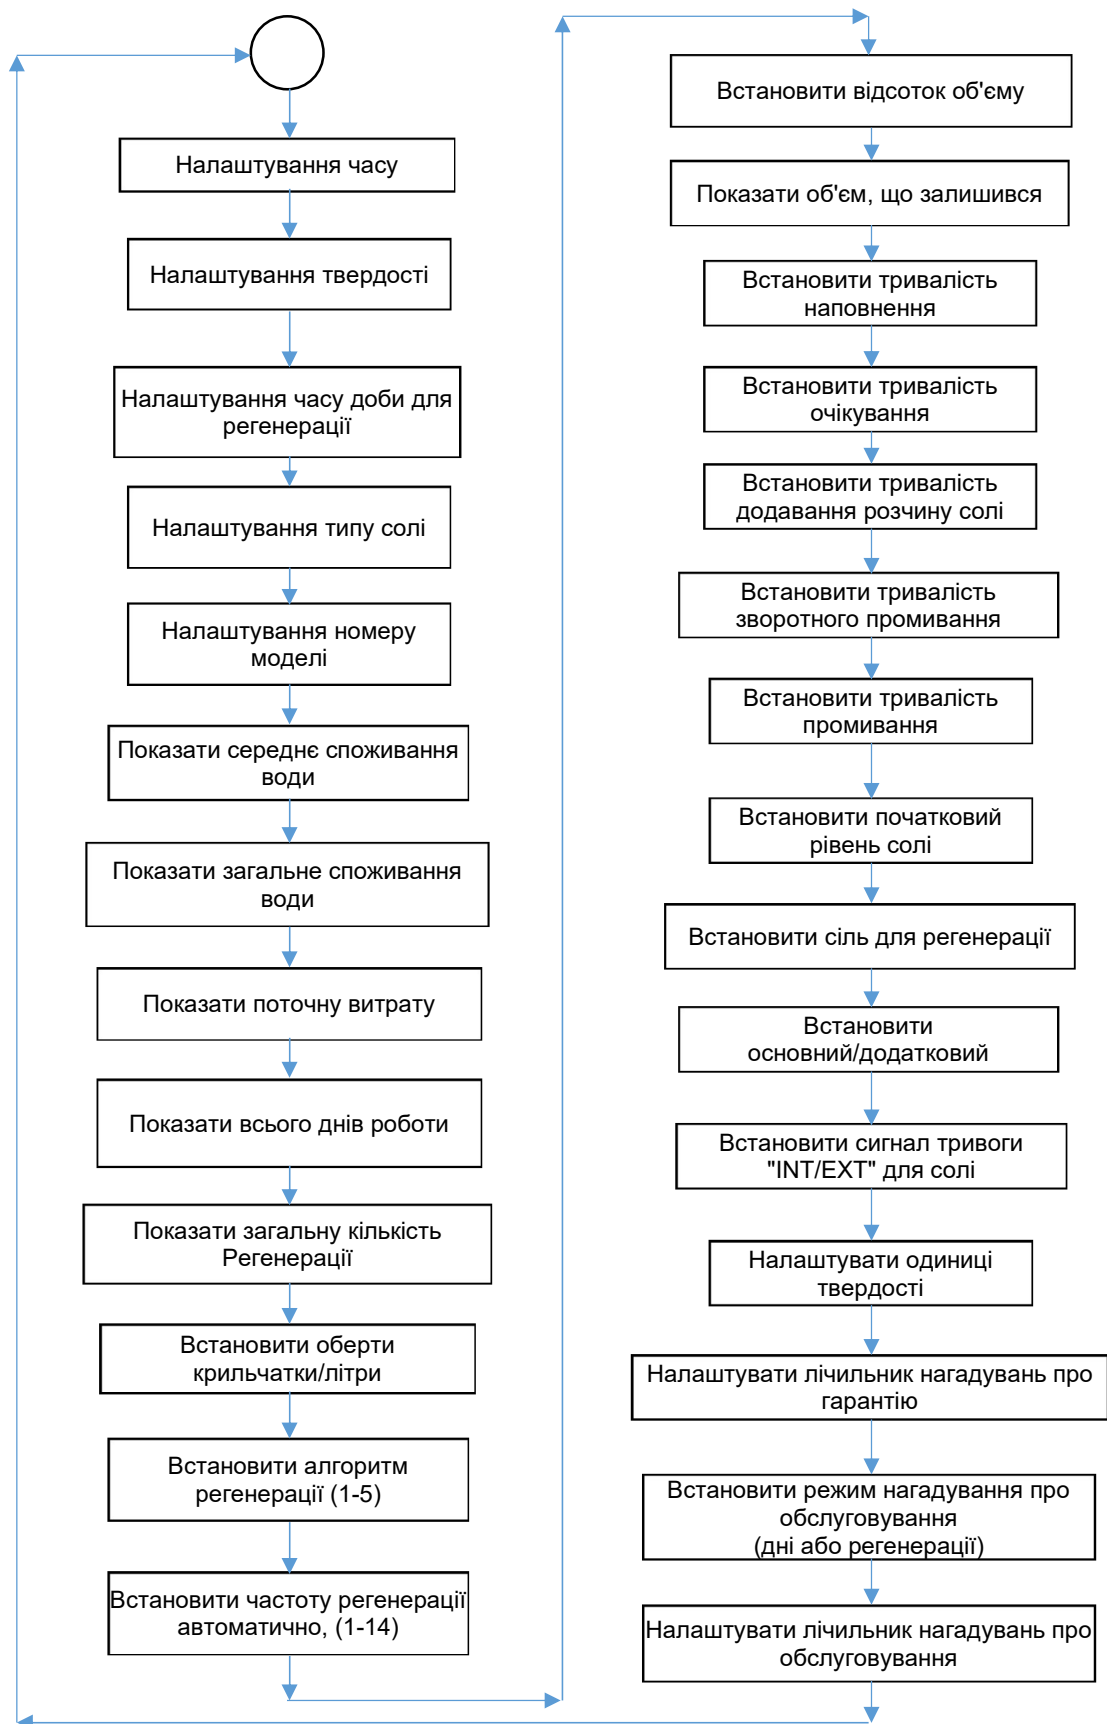 Налаштування часу
Налаштування твердості
Налаштування часу доби для
регенерації
Налаштування типу солі
Налаштування номеру
моделі
Показати середнє споживання
води
Показати загальне споживання
води
Показати поточну витрату
Показати всього днів роботи
Показати загальну кількість
Регенерації
Встановити оберти
крильчатки/літри
Встановити алгоритм
регенерації (1-5)
Встановити частоту регенерації
автоматично, (1-14)
Встановити відсоток об'єму
Показати об'єм, що залишився
Встановити тривалість
наповнення
Встановити тривалість
очікування
Встановити тривалість
додавання розчину солі
Встановити тривалість
зворотного промивання
Встановити тривалість
промивання
Встановити початковий
рівень солі
Встановити сіль для регенерації
Встановити
основний/додатковий
Встановити сигнал тривоги
"INT/EXT" для солі
Налаштувати одиниці
твердості
Налаштувати лічильник нагадувань про
гарантію
Встановити режим нагадування про
обслуговування
(дні або регенерації)
Налаштувати лічильник нагадувань про
обслуговування